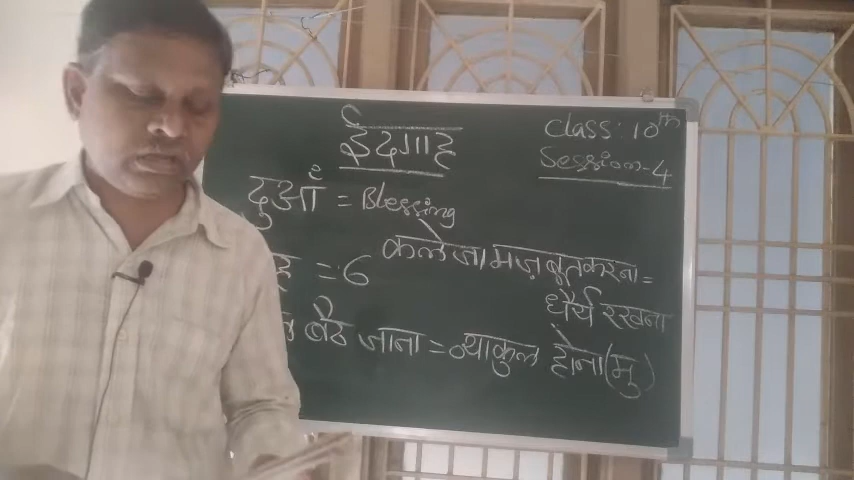 ईदगाह
class: 10th
Session-4
दुआँ = Blessing
= 6
कलेजा मज़बूत करना =
धैर्य रखना
बैठ जाना = व्याकुल होना (मु)